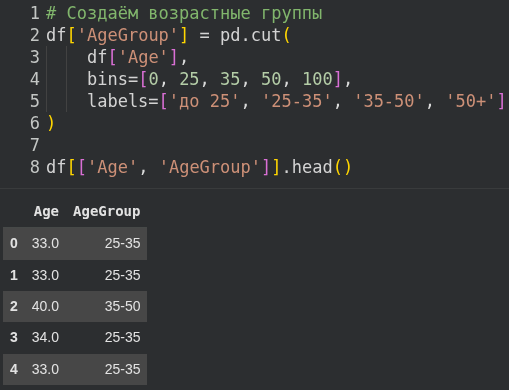 1 # Создаём возрастные группы
2 df['AgeGroup'] = pd.cut(
3     df['Age'],
4     bins=[0, 25, 35, 50, 100],
5     labels=['до 25', '25-35', '35-50', '50+']
6 )
7
8 df[['Age', 'AgeGroup']].head()
Age AgeGroup
0 33.0 25-35
1 33.0 25-35
2 40.0 35-50
3 34.0 25-35
4 33.0 25-35